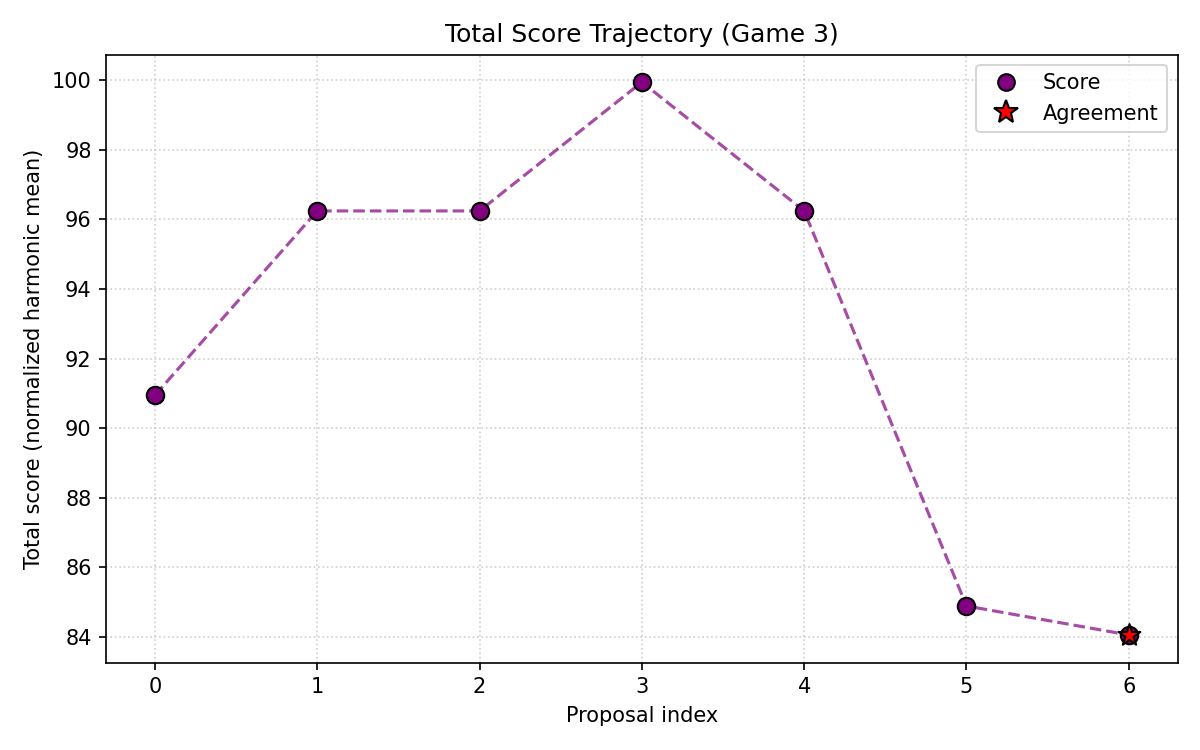 Total Score Trajectory (Game 3)
Total score (normalized harmonic mean)
100
98
96
94
92
90
88
86
84
Score
Agreement
0 1 2 3 4 5 6
Proposal index